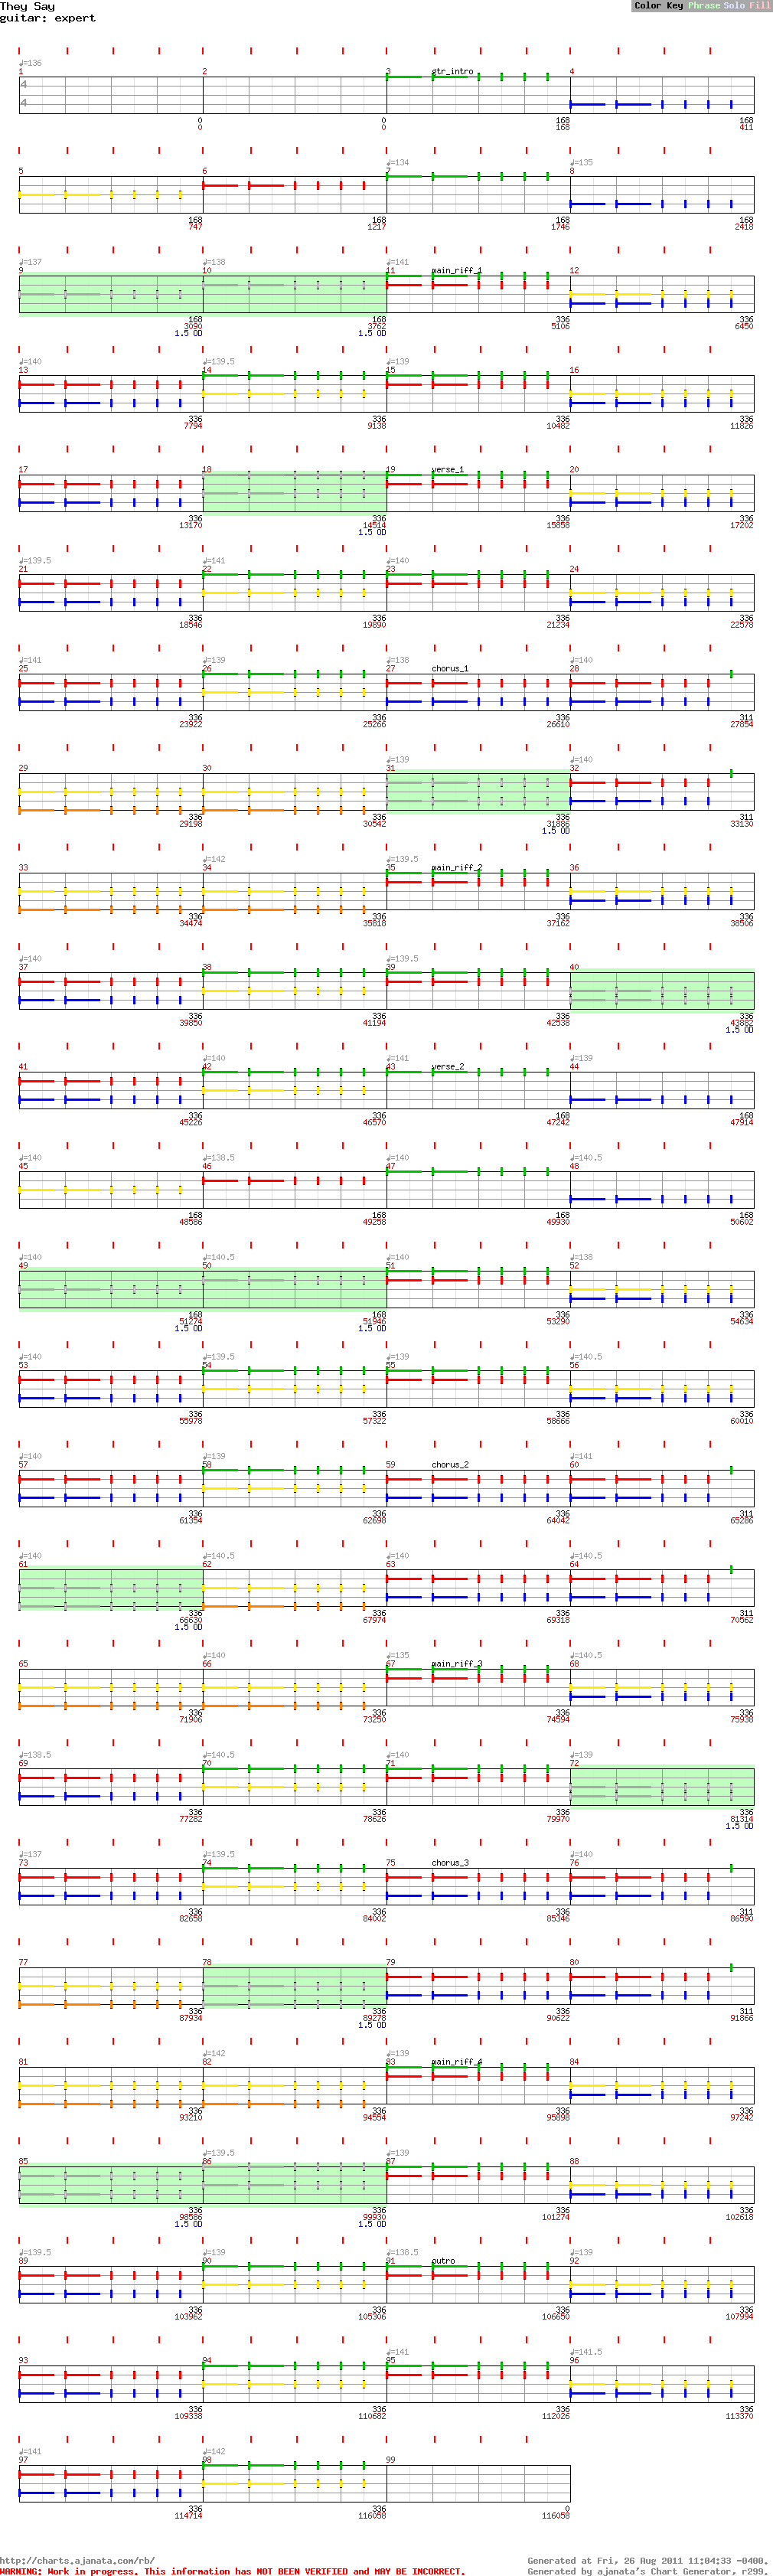 They Say
Color Key Phrase Solo Fill
guitar: expert
♩=136
1 2 3 gtr_intro 4
4
4
0 0 168 168
0 0 168 411
♩=134 ♩=135
5 6 7 8
168 168 168 168
747 1217 1746 2418
♩=137 ♩=138 ♩=141
9 10 11 main_riff_1 12
168 168 336 336
3090 3762 5106 6450
1.5 OD 1.5 OD
♩=140 ♩=139.5 ♩=139
13 14 15 16
336 336 336 336
7794 9138 10482 11826
17 18 19 verse_1 20
336 336 336 336
13170 14514 15858 17202
1.5 OD
♩=139.5 ♩=141 ♩=140
21 22 23 24
336 336 336 336
18546 19890 21234 22578
♩=141 ♩=139 ♩=138 ♩=140
25 26 27 chorus_1 28
336 336 336 311
23922 25266 26610 27854
♩=139 ♩=140
29 30 31 32
336 336 336 311
29198 30542 31886 33130
1.5 OD
♩=142 ♩=139.5
33 34 35 main_riff_2 36
336 336 336 336
34474 35818 37162 38506
♩=140 ♩=139.5
37 38 39 40
336 336 336 336
39850 41194 42538 43882
1.5 OD
♩=140 ♩=141 ♩=139
41 42 43 verse_2 44
336 336 168 168
45226 46570 47242 47914
♩=140 ♩=138.5 ♩=140 ♩=140.5
45 46 47 48
168 168 168 168
48586 49258 49930 50602
♩=140 ♩=140.5 ♩=140 ♩=138
49 50 51 52
168 168 336 336
51274 51946 53290 54634
1.5 OD 1.5 OD
♩=140 ♩=139.5 ♩=139 ♩=140.5
53 54 55 56
336 336 336 336
55978 57322 58666 60010
♩=140 ♩=139 ♩=141
57 58 59 chorus_2 60
336 336 336 311
61354 62698 64042 65286
♩=140 ♩=140.5 ♩=140 ♩=140.5
61 62 63 64
336 336 336 311
66630 67974 69318 70562
1.5 OD
♩=140 ♩=135 ♩=140.5
65 66 67 main_riff_3 68
336 336 336 336
71906 73250 74594 75938
♩=138.5 ♩=140.5 ♩=140 ♩=139
69 70 71 72
336 336 336 336
77282 78626 79970 81314
1.5 OD
♩=137 ♩=139.5 ♩=140
73 74 75 chorus_3 76
336 336 336 311
82658 84002 85346 86590
77 78 79 80
336 336 336 311
87934 89278 90622 91866
1.5 OD
♩=142 ♩=139
81 82 83 main_riff_4 84
336 336 336 336
93210 94554 95898 97242
♩=139.5 ♩=139
85 86 87 88
336 336 336 336
98586 99930 101274 102618
1.5 OD 1.5 OD
♩=139.5 ♩=139 ♩=138.5 ♩=139
89 90 91 outro 92
336 336 336 336
103962 105306 106650 107994
♩=141 ♩=141.5
93 94 95 96
336 336 336 336
109338 110682 112026 113370
♩=141 ♩=142
97 98 99
336 336 0
114714 116058 116058
http://charts.ajanata.com/rb/
Generated at Fri, 26 Aug 2011 11:04:33 -0400.
WARNING: Work in progress. This information has NOT BEEN VERIFIED and MAY BE INCORRECT.
Generated by ajanata's Chart Generator, r299.